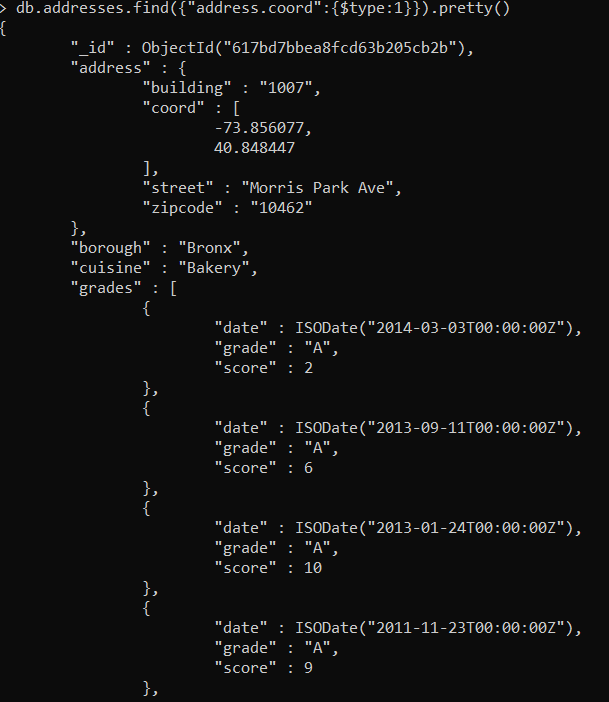 > db.addresses.find({"address.coord":{$type:1}}).pretty()
{
        "_id" : ObjectId("617bd7bbea8fcd63b205cb2b"),
        "address" : {
                "building" : "1007",
                "coord" : [
                        -73.856077,
                        40.848447
                ],
                "street" : "Morris Park Ave",
                "zipcode" : "10462"
        },
        "borough" : "Bronx",
        "cuisine" : "Bakery",
        "grades" : [
                {
                        "date" : ISODate("2014-03-03T00:00:00Z"),
                        "grade" : "A",
                        "score" : 2
                },
                {
                        "date" : ISODate("2013-09-11T00:00:00Z"),
                        "grade" : "A",
                        "score" : 6
                },
                {
                        "date" : ISODate("2013-01-24T00:00:00Z"),
                        "grade" : "A",
                        "score" : 10
                },
                {
                        "date" : ISODate("2011-11-23T00:00:00Z"),
                        "grade" : "A",
                        "score" : 9
                },